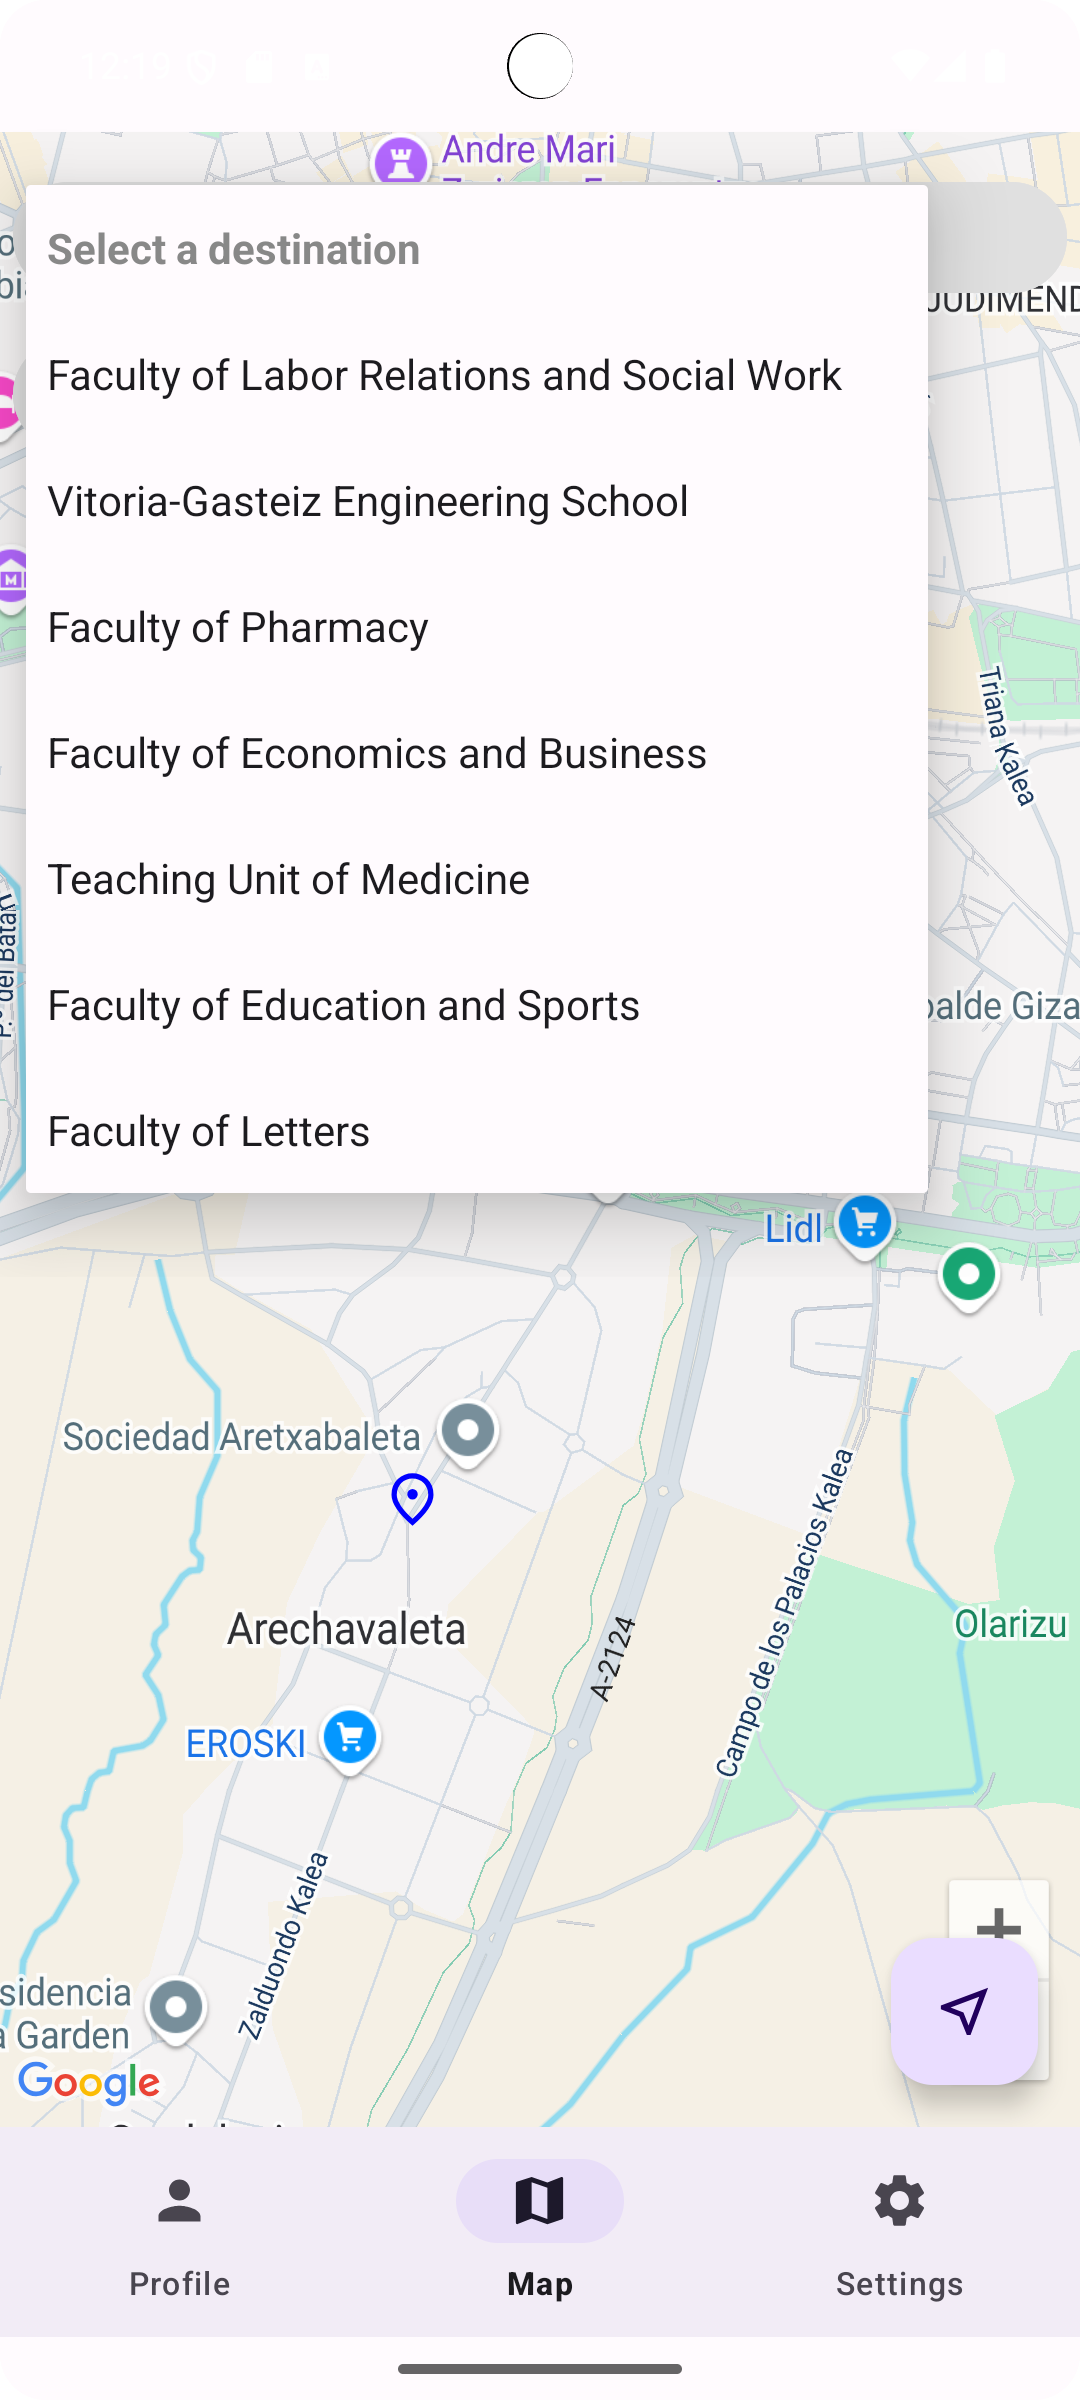 Andre Mari
Select a destination
JUDIMEND
Faculty of Labor Relations and Social Work
Vitoria-Gasteiz Engineering School
Faculty of Pharmacy
Triana Kalea
Faculty of Economics and Business
Teaching Unit of Medicine
P.º del Batán
Faculty of Education and Sports
balde Giza
Faculty of Letters
Lidl
Sociedad Aretxabaleta
Campo de los Palacios Kalea
Olarizu
Arechavaleta
A-2124
EROSKI
Zalduondo Kalea
sidencia
a Garden
Google
Profile
Map
Settings